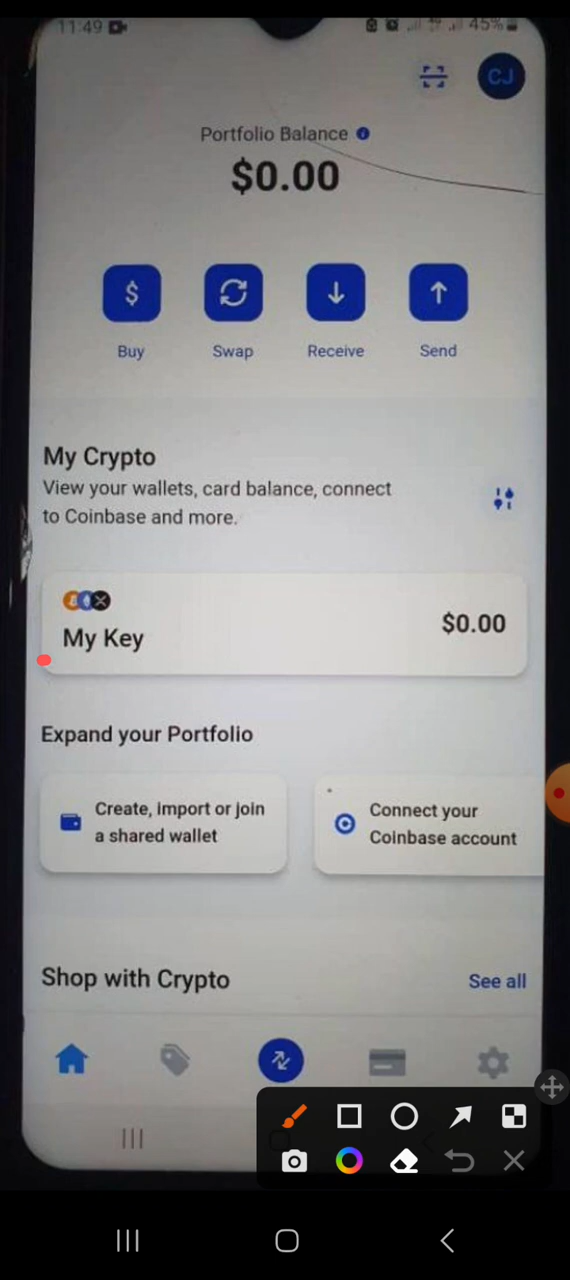 11:49
45%
CJ
Portfolio Balance
$0.00
$
Buy
Swap
Receive
Send
My Crypto
View your wallets, card balance, connect
to Coinbase and more.
$0.00
My Key
Expand your Portfolio
Create, import or join
a shared wallet
Connect your
Coinbase account
Shop with Crypto
See all